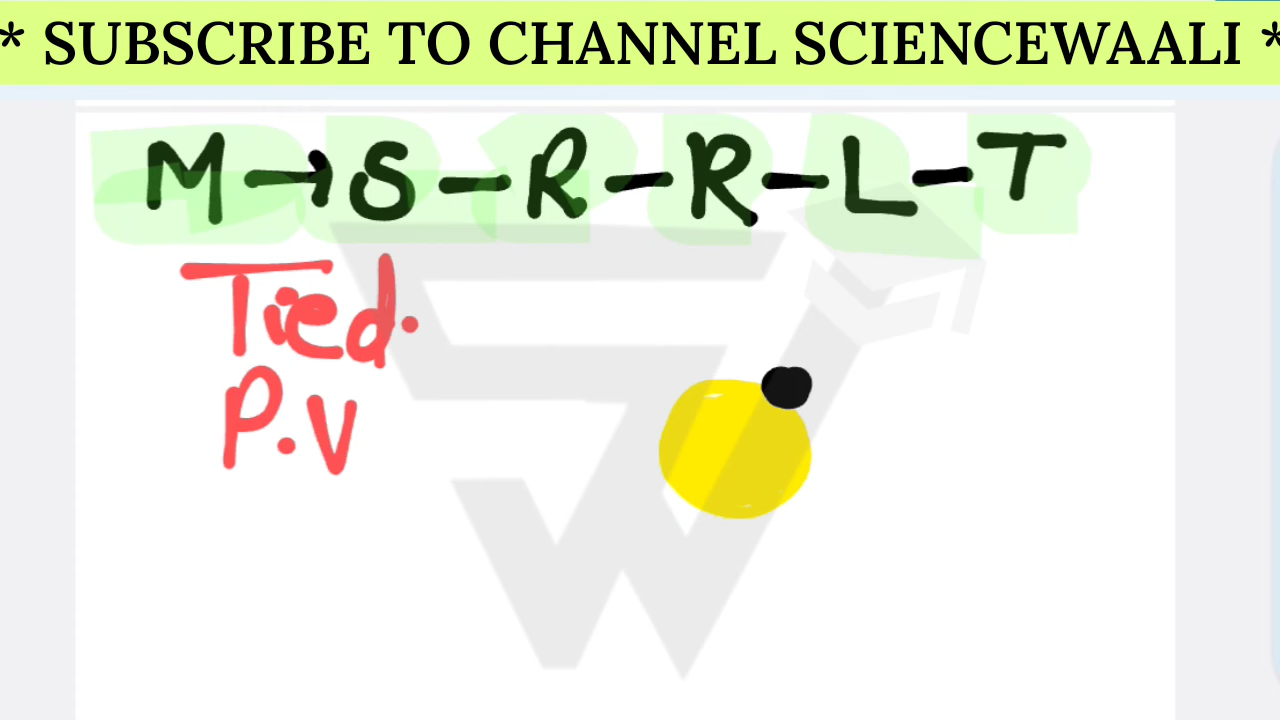 * SUBSCRIBE TO CHANNEL SCIENCEWAALI *
M → S - R - R - L - T
Tied.
P.V